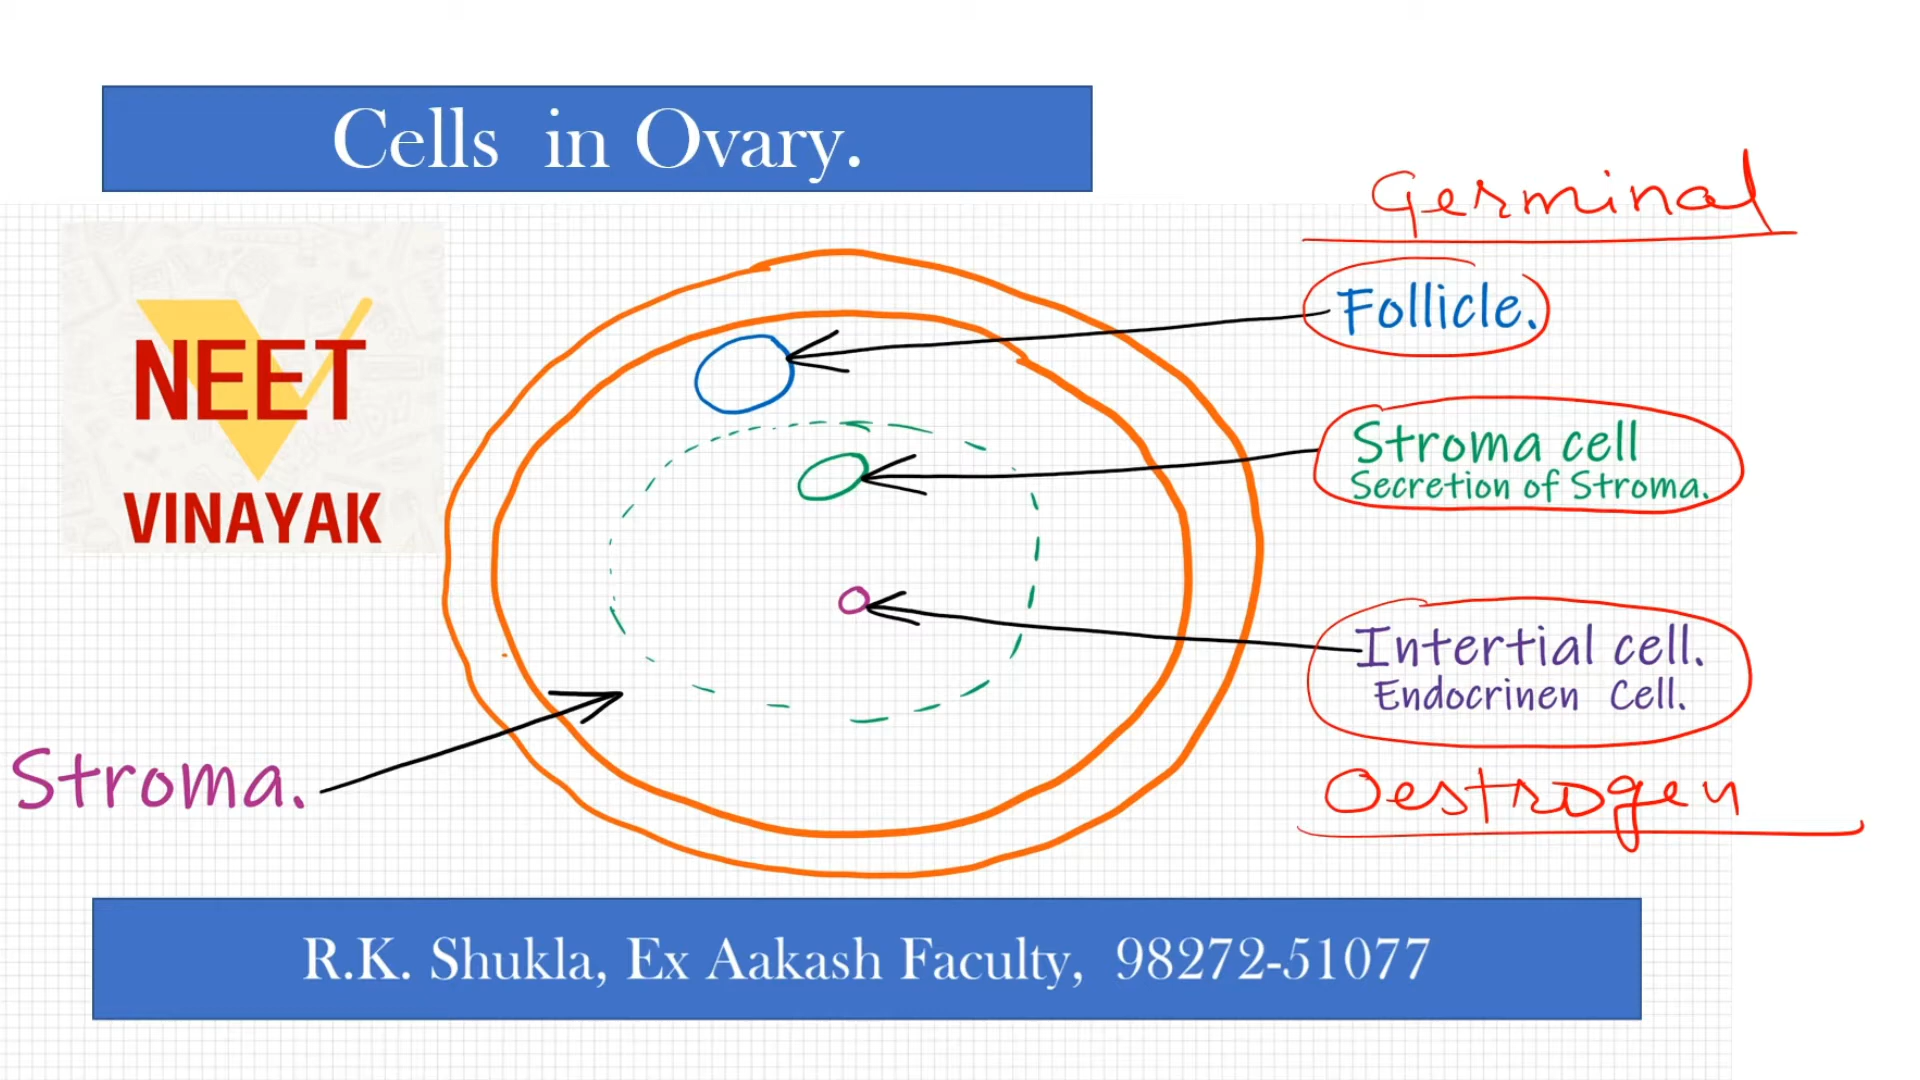 Cells in Ovary.
Germinal
NEET
VINAYAK
Follicle.
Stroma cell
Secretion of Stroma.
Intertial cell.
Endocrinen Cell.
Stroma.
Oestrogen
R.K. Shukla, Ex Aakash Faculty, 98272-51077